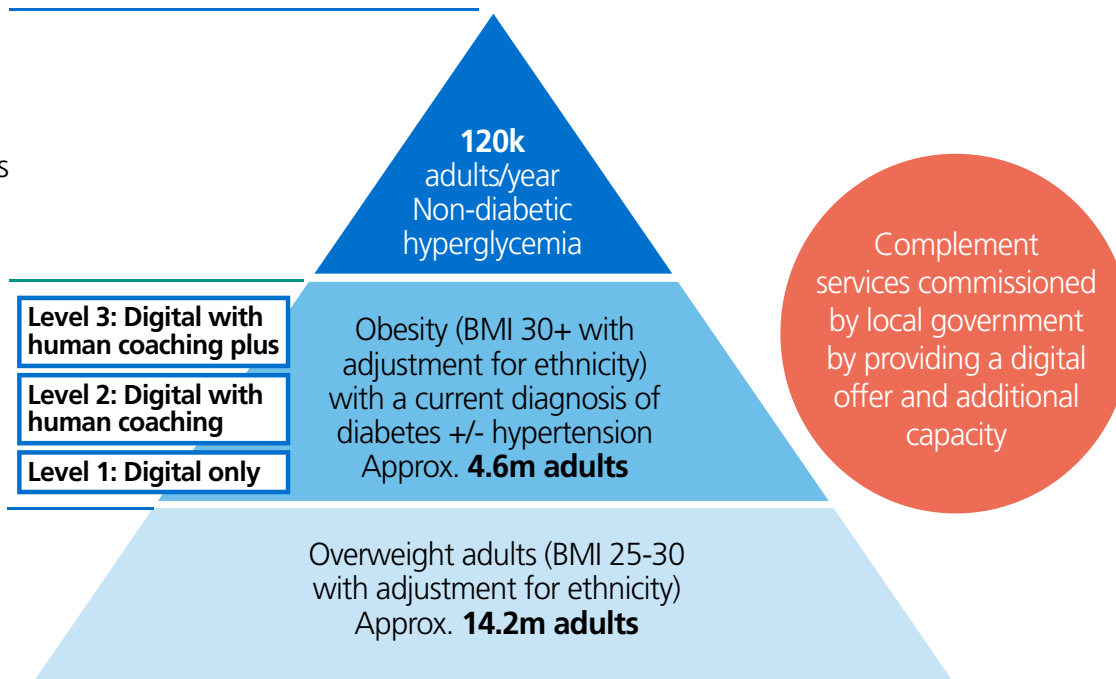 120k
adults/year
Non-diabetic
hyperglycemia
s
Level 3: Digital with
human coaching plus
Level 2: Digital with
human coaching
Level 1: Digital only
Obesity (BMI 30+ with
adjustment for ethnicity)
with a current diagnosis of
diabetes +/- hypertension
Approx. 4.6m adults
Overweight adults (BMI 25-30
with adjustment for ethnicity)
Approx. 14.2m adults
Complement
services commissioned
by local government
by providing a digital
offer and additional
capacity